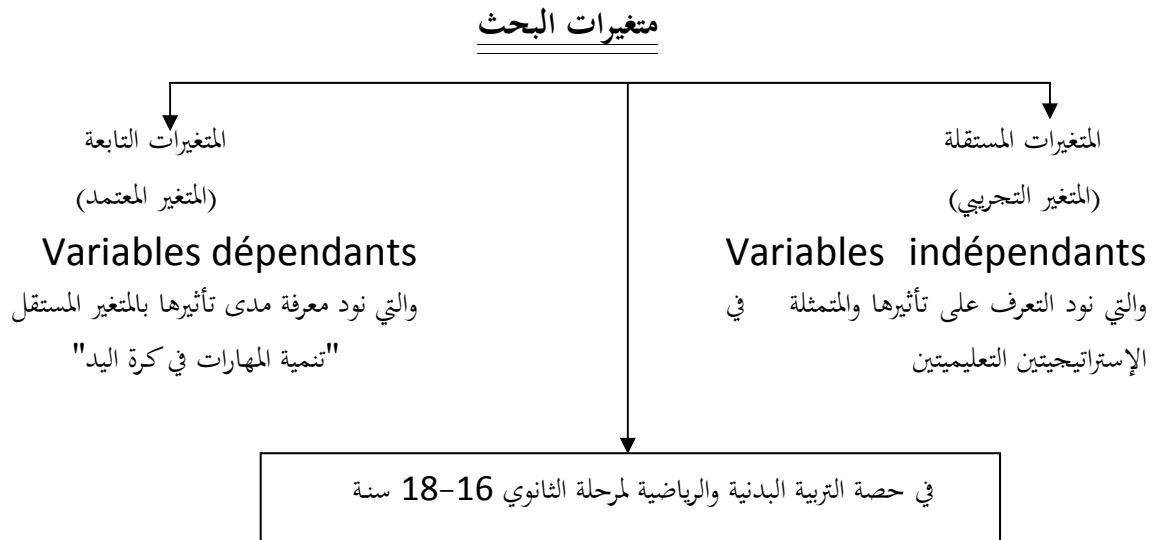 متغيرات البحث
المتغيرات المستقلة
(المتغير التجريبي)
Variables indépendants
والتي نود التعرف على تأثيرها والمتمثلة في
الإستراتيجيتين التعليميتين
المتغيرات التابعة
(المتغير المعتمد)
Variables dépendants
والتي نود معرفة مدى تأثيرها بالمتغير المستقل
"تنمية المهارات في كرة اليد"
في حصة التربية البدنية والرياضية لمرحلة الثانوي 16-18 سنة